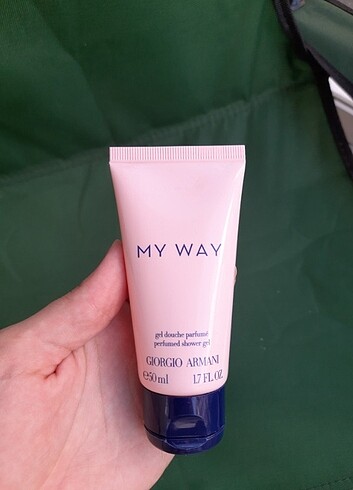 MY WAY
gel douche parfumé
perfumed shower gel
GIORGIO ARMANI
℮50 ml 1.7 FL. OZ.